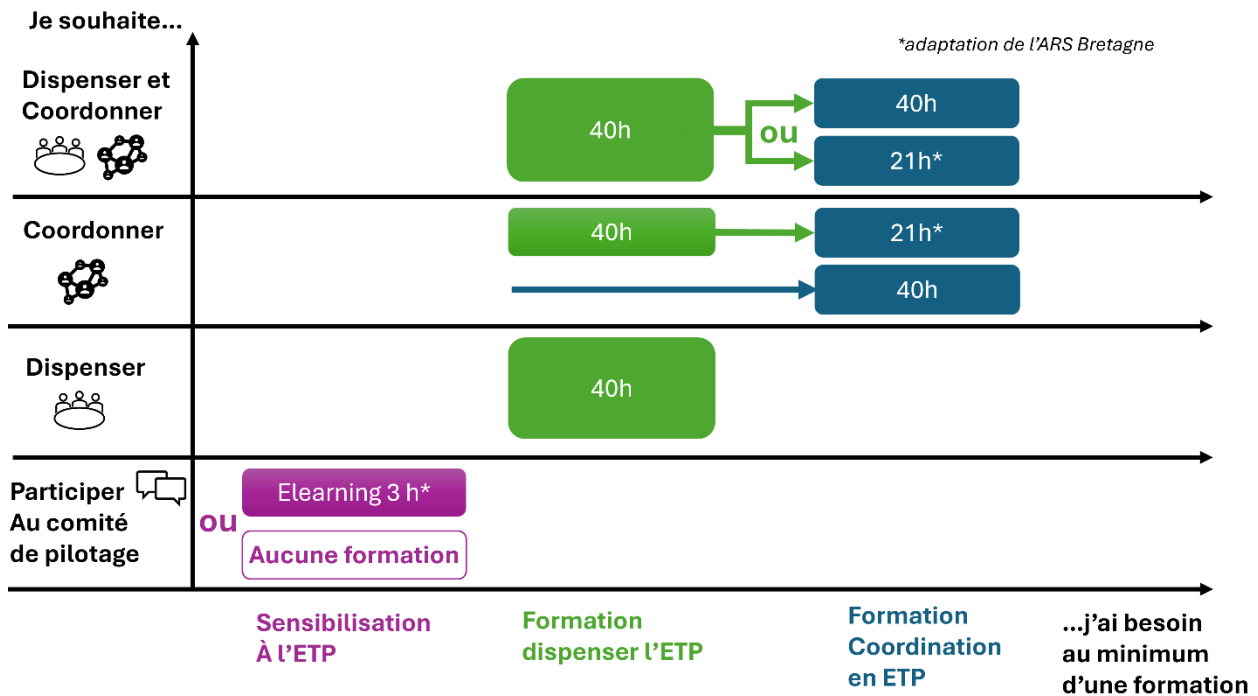 Je souhaite...
*adaptation de l'ARS Bretagne
Dispenser et
Coordonner
40h
ou
40h
21h*
Coordonner
40h
21h*
40h
Dispenser
40h
Participer
Au comité
de pilotage
ou
Elearning 3 h*
Aucune formation
Sensibilisation
À l'ETP
Formation
dispenser l'ETP
Formation
Coordination
en ETP
...j'ai besoin
au minimum
d'une formation